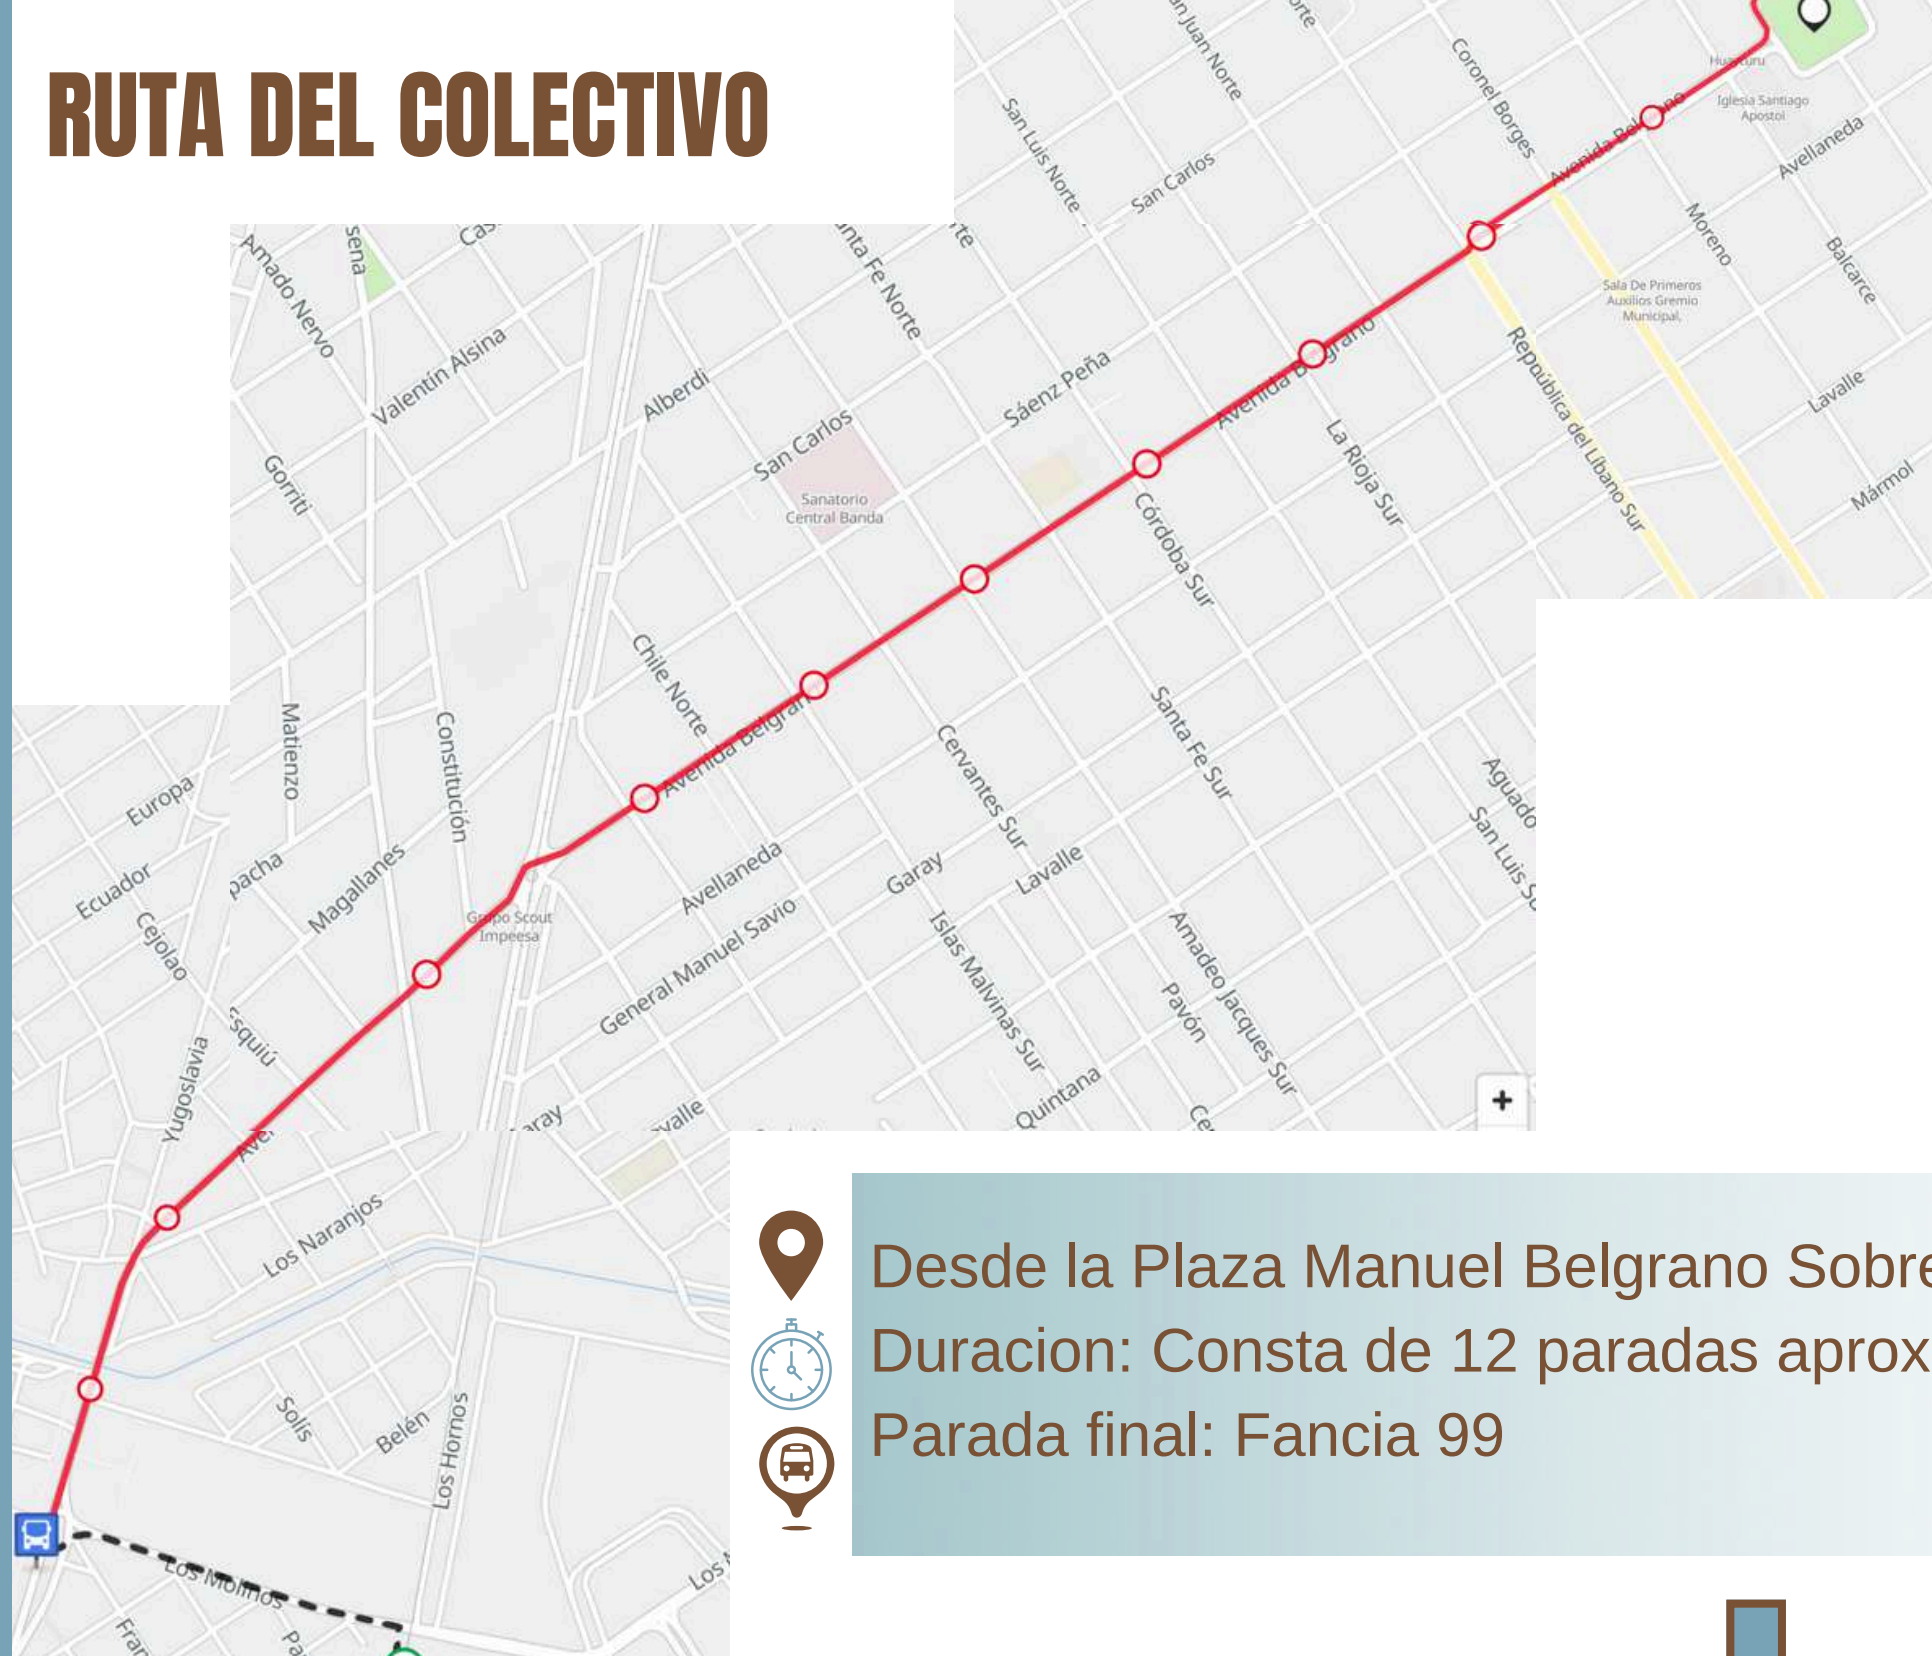 RUTA DEL COLECTIVO
San Juan Norte
Coronel Borges
Iglesia Santiago
Apostol
Avellaneda
San Luis Norte
San Carlos
Moreno
Balcarce
Sala De Primeros
Auxilios Gremio
Municipal,
República del Líbano Sur
Lavalle
Mármol
Amado Nervo
Valentín Alsina
Alberdi
San Carlos
Sanatorio
Central Banda
Sáenz Peña
Avenida Belgrano
La Rioja Sur
Córdoba Sur
Gorriti
Chile Norte
Matienzo
Constitución
Avenida Belgrano
Cervantes Sur
Santa Fe Sur
Aguado
San Luis
Europa
Ecuador
Cejolao
Magallanes
Grupo Scout
Impeesa
Avellaneda
General Manuel Savio
Garay
Lavalle
Islas Malvinas Sur
Amadeo Jacques Sur
Pavón
Quintana
Yugoslavia
+
Los Naranjos
Solís
Belén
Los Hornos
Los Molinos
Desde la Plaza Manuel Belgrano Sobre
Duracion: Consta de 12 paradas aprox
Parada final: Fancia 99